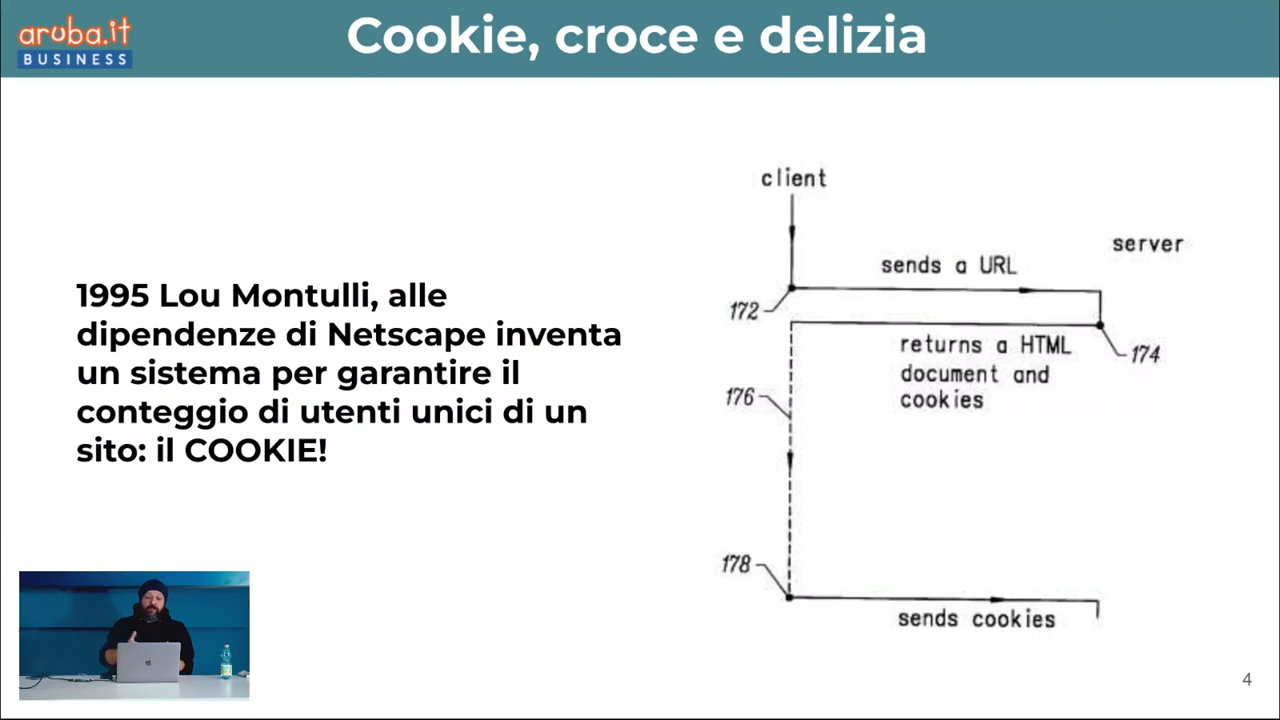 aruba.it
BUSINESS
Cookie, croce e delizia
1995 Lou Montulli, alle
dipendenze di Netscape inventa
un sistema per garantire il
conteggio di utenti unici di un
sito: il COOKIE!
client
server
sends a URL
172
returns a HTML
document and
cookies
174
176
178
sends cookies
4